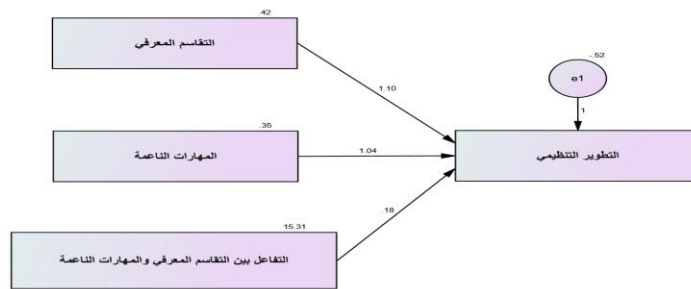 .42
التقاسم المعرفي
-.52
e1
1.10
1
.35
المهارات الناعمة
1.04
التطوير التنظيمي
.18
15.31
التفاعل بين التقاسم المعرفي والمهارات الناعمة